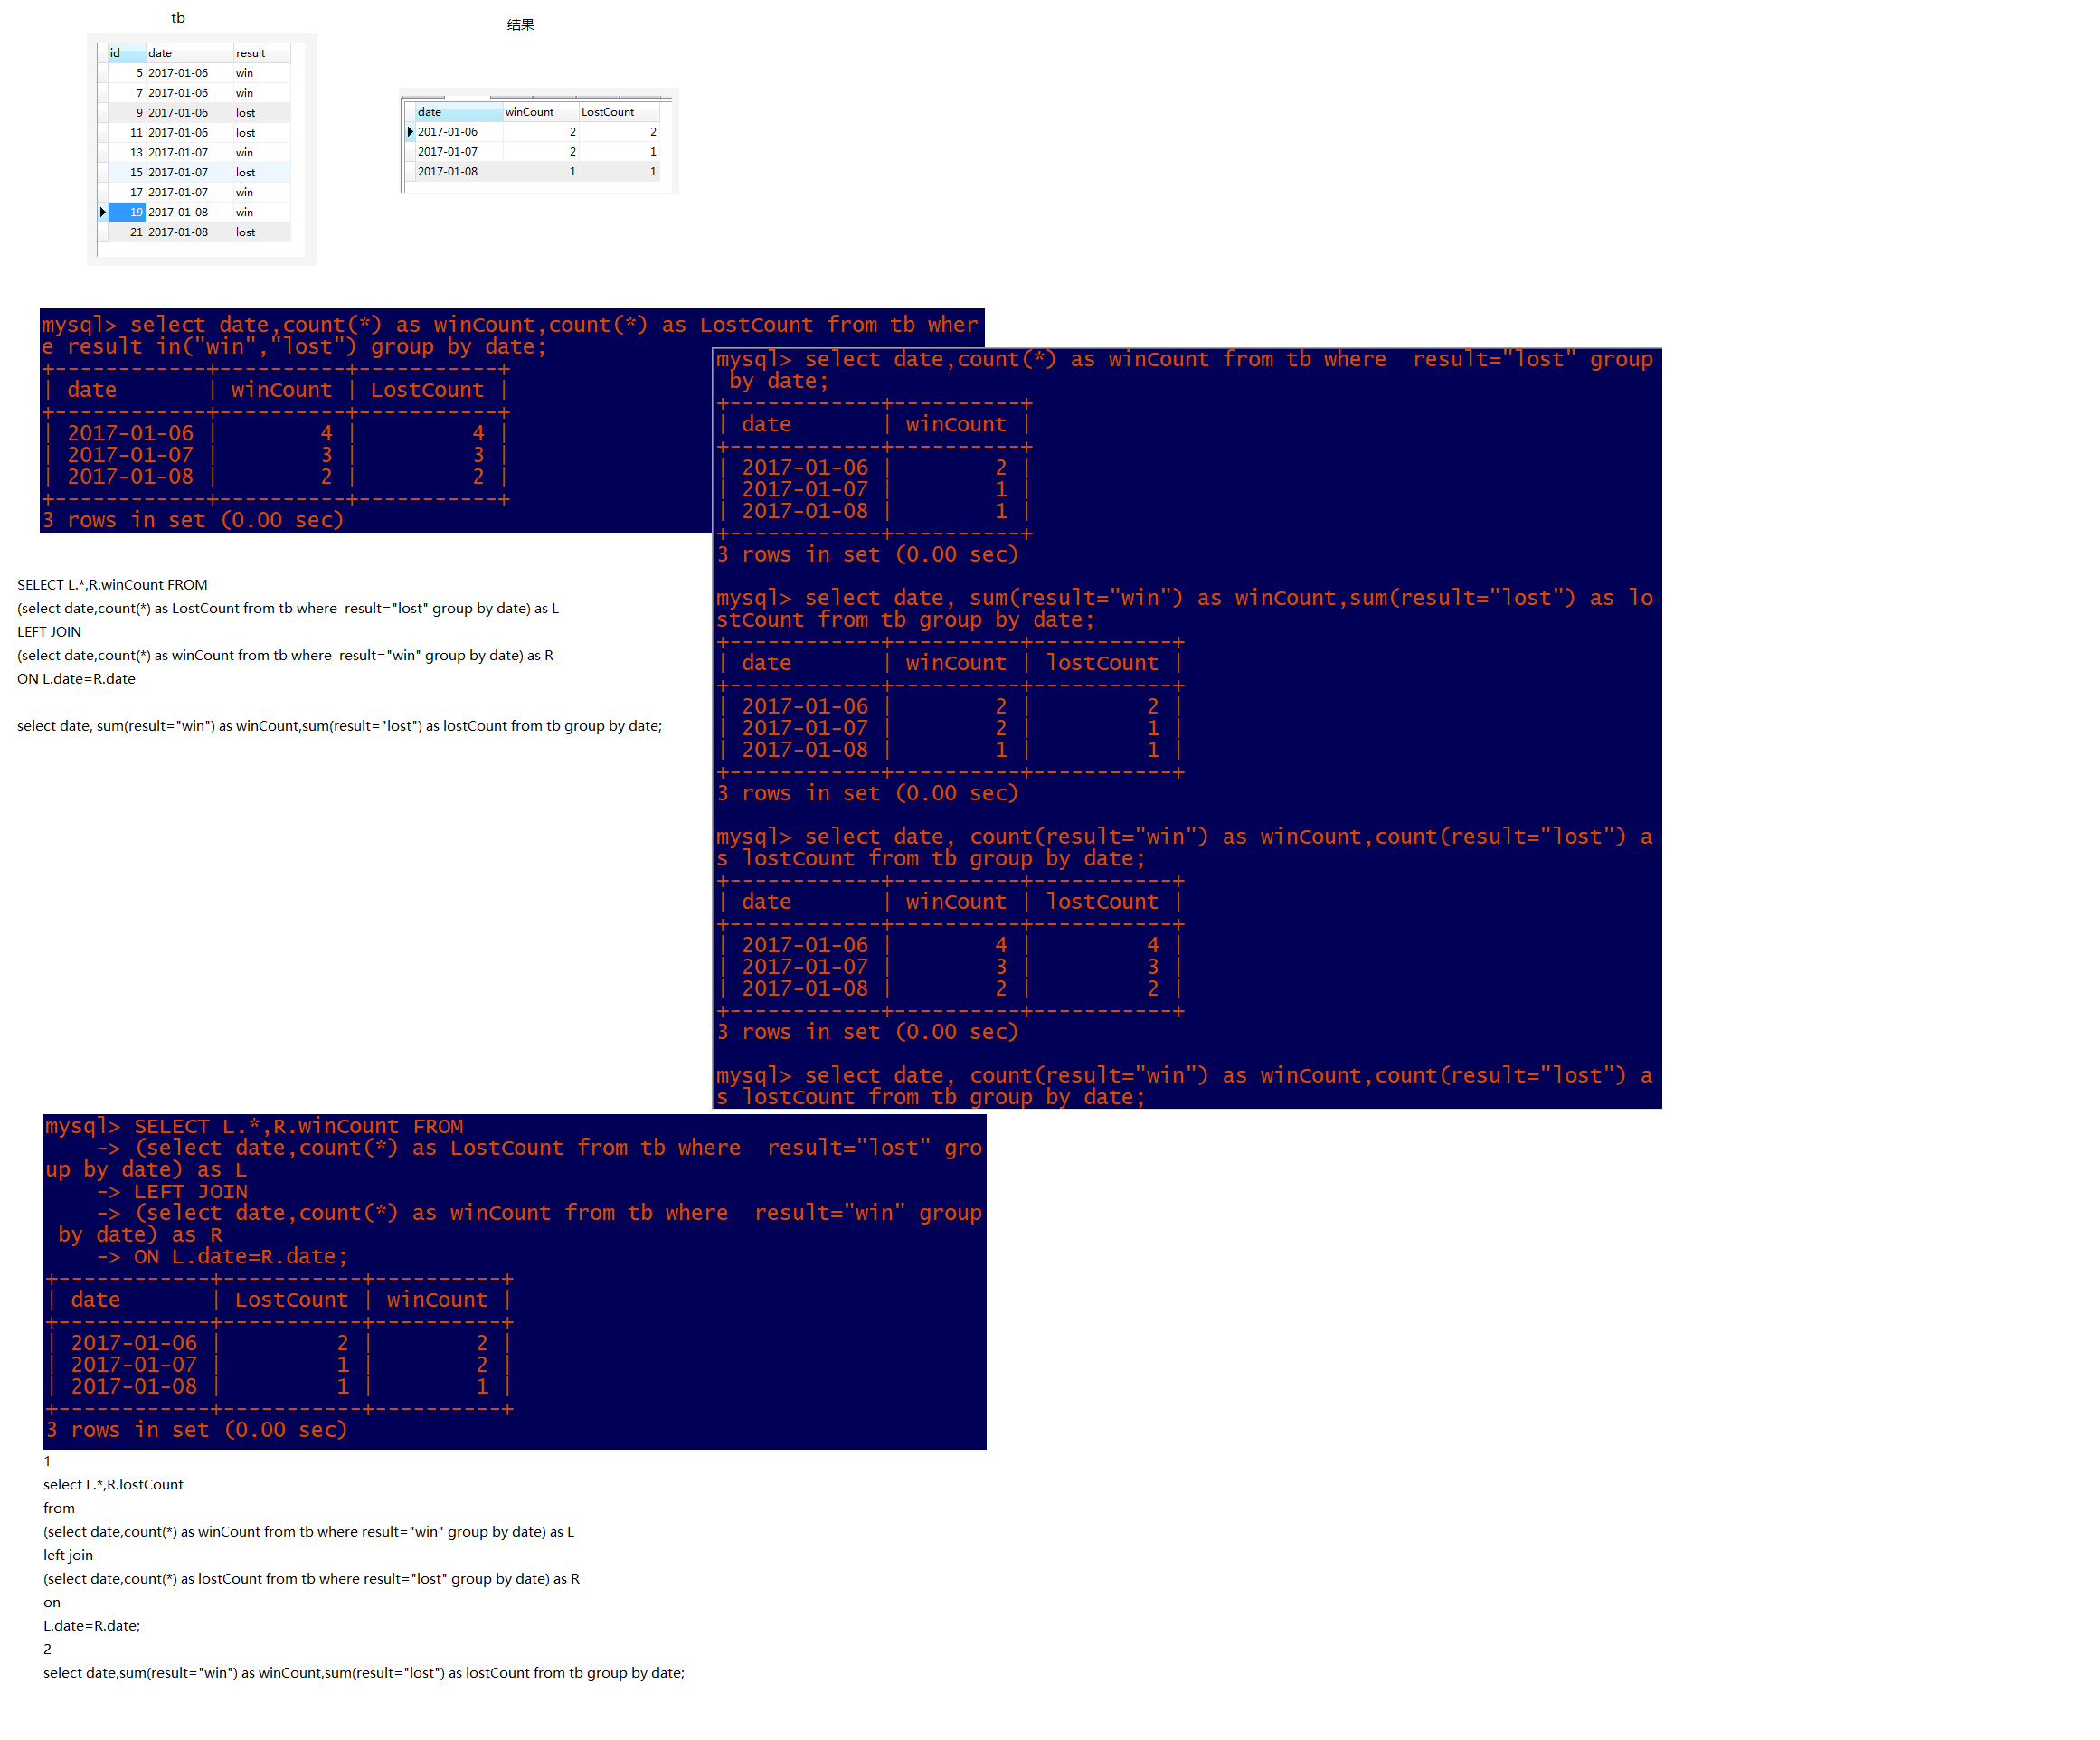 tb
结果
id date result
5 2017-01-06 win
7 2017-01-06 win
9 2017-01-06 lost
11 2017-01-06 lost
13 2017-01-07 win
15 2017-01-07 lost
17 2017-01-07 win
19 2017-01-08 win
21 2017-01-08 lost
date winCount LostCount
2017-01-06 2 2
2017-01-07 2 1
2017-01-08 1 1
mysql> select date,count(*) as winCount,count(*) as LostCount from tb wher
e result in("win","lost") group by date;
+------------+----------+-----------+
| date | winCount | LostCount |
+------------+----------+-----------+
| 2017-01-06 | 4 | 4 |
| 2017-01-07 | 3 | 3 |
| 2017-01-08 | 2 | 2 |
+------------+----------+-----------+
3 rows in set (0.00 sec)
mysql> select date,count(*) as winCount from tb where  result="lost" group
by date;
+------------+----------+
| date | winCount |
+------------+----------+
| 2017-01-06 | 2 |
| 2017-01-07 | 1 |
| 2017-01-08 | 1 |
+------------+----------+
3 rows in set (0.00 sec)
mysql> select date, sum(result="win") as winCount,sum(result="lost") as lo
stCount from tb group by date;
+------------+----------+-----------+
| date | winCount | lostCount |
+------------+----------+-----------+
| 2017-01-06 | 2 | 2 |
| 2017-01-07 | 2 | 1 |
| 2017-01-08 | 1 | 1 |
+------------+----------+-----------+
3 rows in set (0.00 sec)
mysql> select date, count(result="win") as winCount,count(result="lost") a
s lostCount from tb group by date;
+------------+----------+-----------+
| date | winCount | lostCount |
+------------+----------+-----------+
| 2017-01-06 | 4 | 4 |
| 2017-01-07 | 3 | 3 |
| 2017-01-08 | 2 | 2 |
+------------+----------+-----------+
3 rows in set (0.00 sec)
mysql> select date, count(result="win") as winCount,count(result="lost") a
s lostCount from tb group by date;
SELECT L.*,R.winCount FROM
(select date,count(*) as LostCount from tb where  result="lost" group by date) as L
LEFT JOIN
(select date,count(*) as winCount from tb where  result="win" group by date) as R
ON L.date=R.date
select date, sum(result="win") as winCount,sum(result="lost") as lostCount from tb group by date;
mysql> SELECT L.*,R.winCount FROM
-> (select date,count(*) as LostCount from tb where  result="lost" gro
up by date) as L
-> LEFT JOIN
-> (select date,count(*) as winCount from tb where  result="win" group
by date) as R
-> ON L.date=R.date;
+------------+-----------+----------+
| date | LostCount | winCount |
+------------+-----------+----------+
| 2017-01-06 | 2 | 2 |
| 2017-01-07 | 1 | 2 |
| 2017-01-08 | 1 | 1 |
+------------+-----------+----------+
3 rows in set (0.00 sec)
1
select L.*,R.lostCount
from
(select date,count(*) as winCount from tb where result="win" group by date) as L
left join
(select date,count(*) as lostCount from tb where result="lost" group by date) as R
on
L.date=R.date;
2
select date,sum(result="win") as winCount,sum(result="lost") as lostCount from tb group by date;